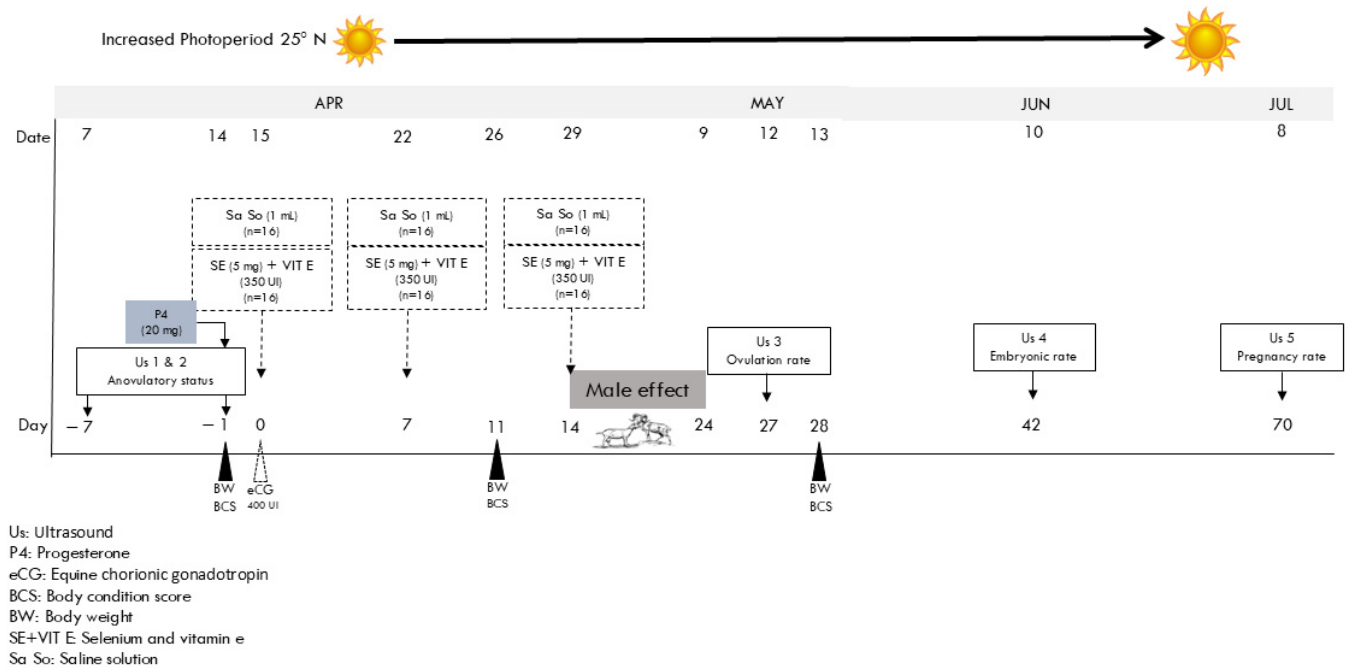 Increased Photoperiod 25° N
APR MAY JUN JUL
Date 7 14 15 22 26 29 9 12 13 10 8
Sa So (1 mL)
(n=16)
SE (5 mg) + VIT E
(350 UI)
(n=16)
Sa So (1 mL)
(n=16)
SE (5 mg) + VIT E
(350 UI)
(n=16)
Sa So (1 mL)
(n=16)
SE (5 mg) + VIT E
(350 UI)
(n=16)
P4
(20 mg)
Us 1 & 2
Anovulatory status
Us 3
Ovulation rate
Us 4
Embryonic rate
Us 5
Pregnancy rate
Male effect
Day −7 −1 0 7 11 14 24 27 28 42 70
BW
BCS
eCG
400 UI
BW
BCS
BW
BCS
Us: Ultrasound
P4: Progesterone
eCG: Equine chorionic gonadotropin
BCS: Body condition score
BW: Body weight
SE+VIT E: Selenium and vitamin e
Sa So: Saline solution